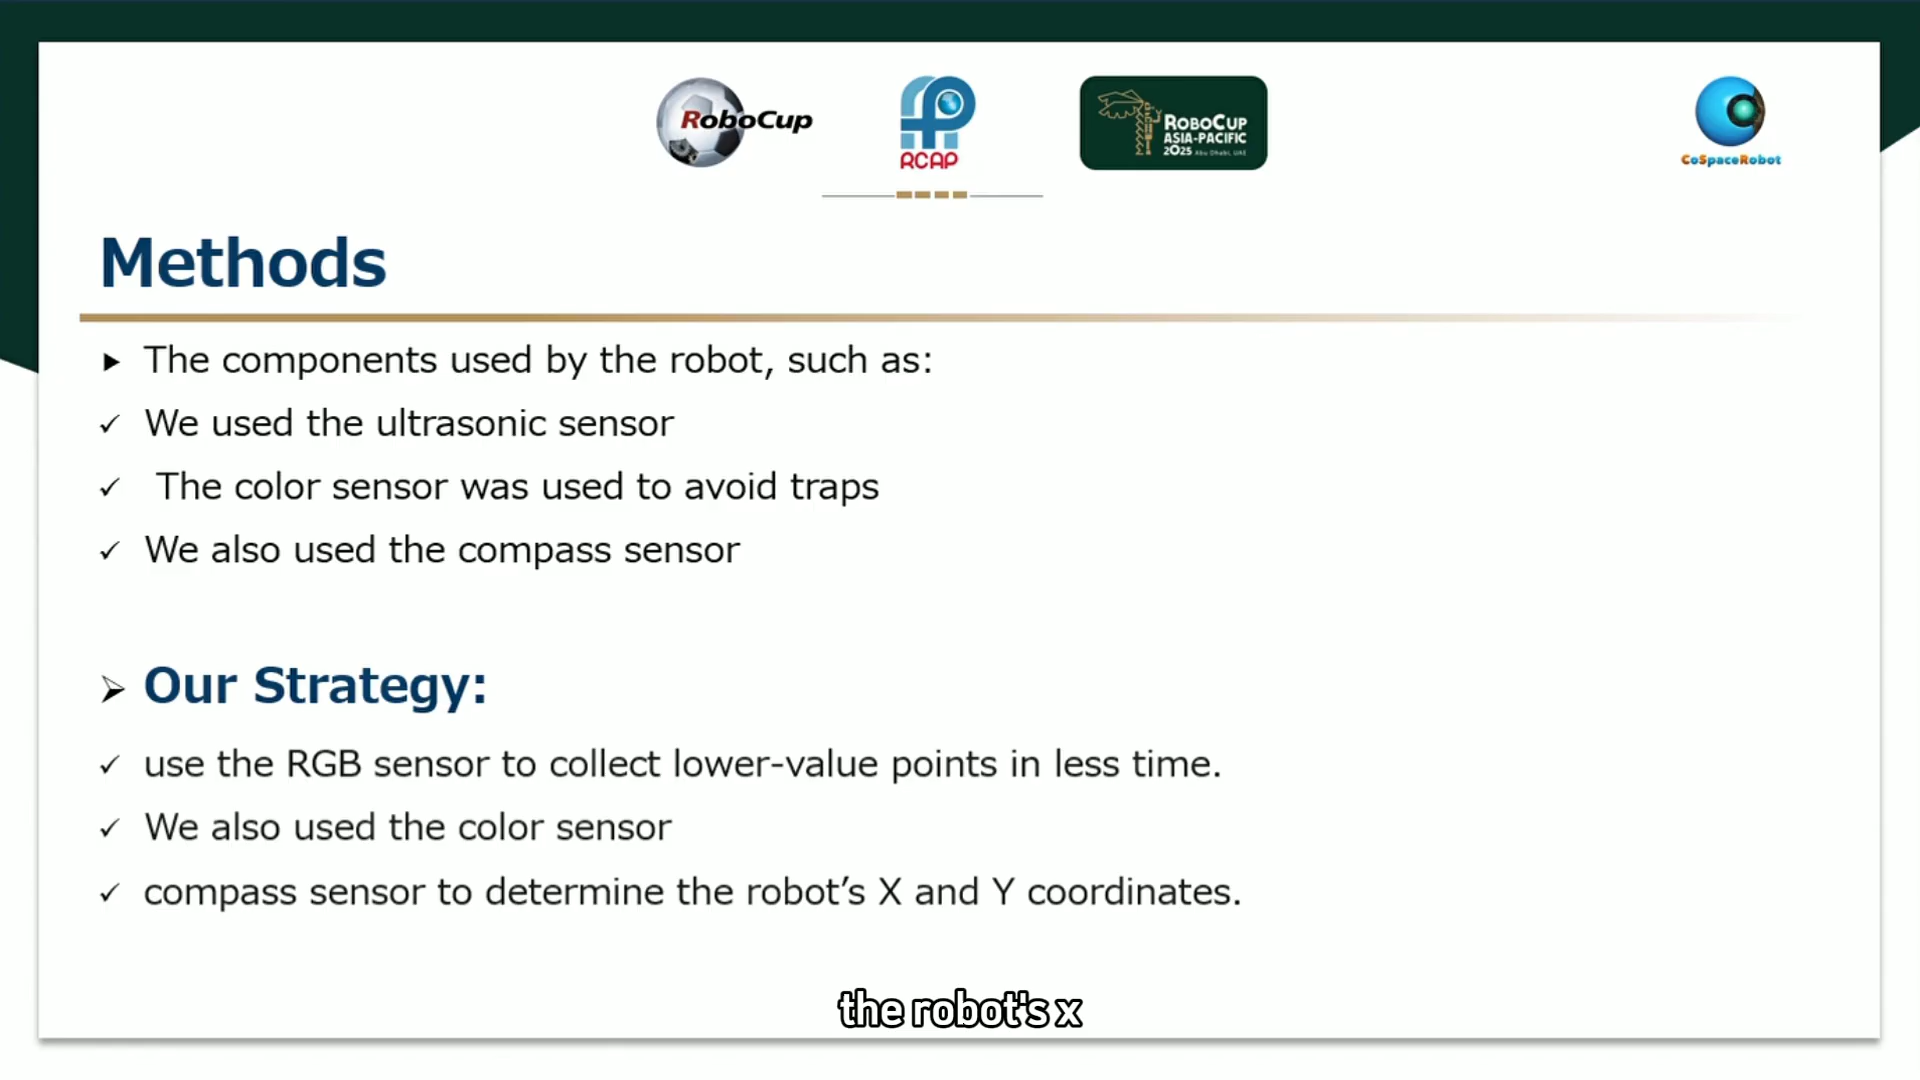 RoboCup
RCAP
ROBOCUP
ASIA-PACIFIC
2025 Abu Dhabi, UAE
CoSpaceRobot
Methods
The components used by the robot, such as:
We used the ultrasonic sensor
The color sensor was used to avoid traps
We also used the compass sensor
Our Strategy:
use the RGB sensor to collect lower-value points in less time.
We also used the color sensor
compass sensor to determine the robot’s X and Y coordinates.
the robot's x